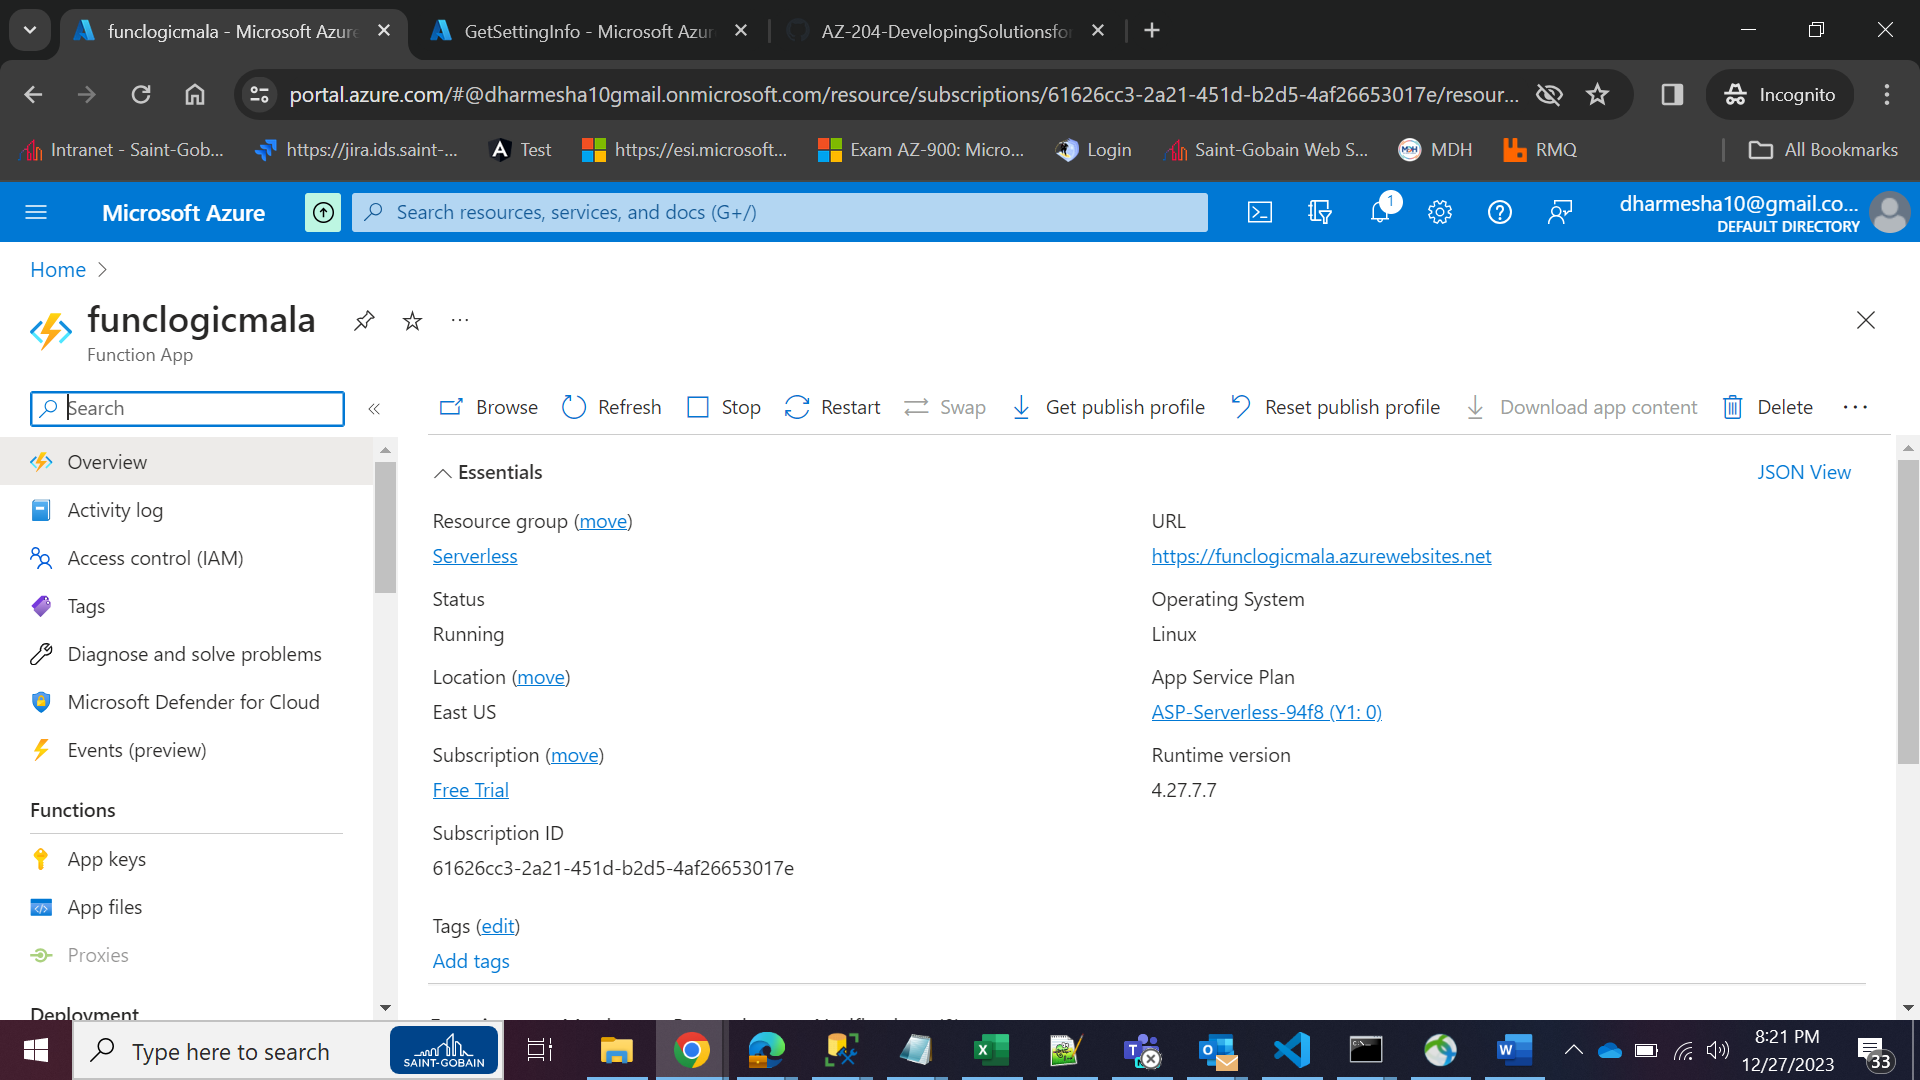 funclogicmala - Microsoft Azure
GetSettingInfo - Microsoft Azur
AZ-204-DevelopingSolutionsfor
portal.azure.com/#@dharmesha10gmail.onmicrosoft.com/resource/subscriptions/61626cc3-2a21-451d-b2d5-4af26653017e/resour...
Incognito
Intranet - Saint-Gob...
https://jira.ids.saint-...
Test
https://esi.microsoft...
Exam AZ-900: Micro...
Login
Saint-Gobain Web S...
MDH
MDH
RMQ
All Bookmarks
Microsoft Azure
Search resources, services, and docs (G+/)
1
dharmesha10@gmail.co...
DEFAULT DIRECTORY
Home
funclogicmala
Function App
Search
Browse
Refresh
Stop
Restart
Swap
Get publish profile
Reset publish profile
Download app content
Delete
Overview
Activity log
Access control (IAM)
Tags
Diagnose and solve problems
Microsoft Defender for Cloud
Events (preview)
Functions
App keys
App files
Proxies
Deployment
Essentials
JSON View
Resource group (move)
Serverless
Status
Running
Location (move)
East US
Subscription (move)
Free Trial
Subscription ID
61626cc3-2a21-451d-b2d5-4af26653017e
Tags (edit)
Add tags
URL
https://funclogicmala.azurewebsites.net
Operating System
Linux
App Service Plan
ASP-Serverless-94f8 (Y1: 0)
Runtime version
4.27.7.7
Type here to search
SAINT-GOBAIN
8:21 PM
12/27/2023
33